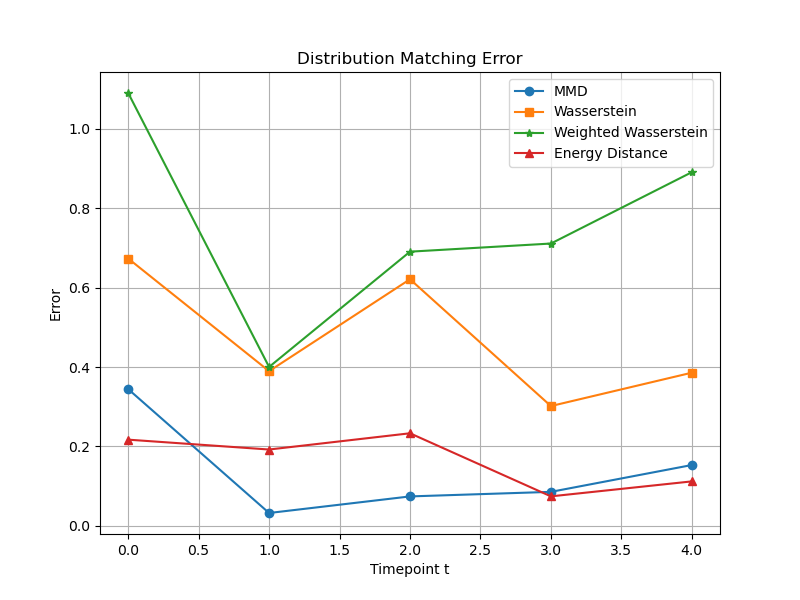 Distribution Matching Error
MMD
Wasserstein
Weighted Wasserstein
Energy Distance
1.0
0.8
0.6
0.4
0.2
0.0
Error
0.0 0.5 1.0 1.5 2.0 2.5 3.0 3.5 4.0
Timepoint t